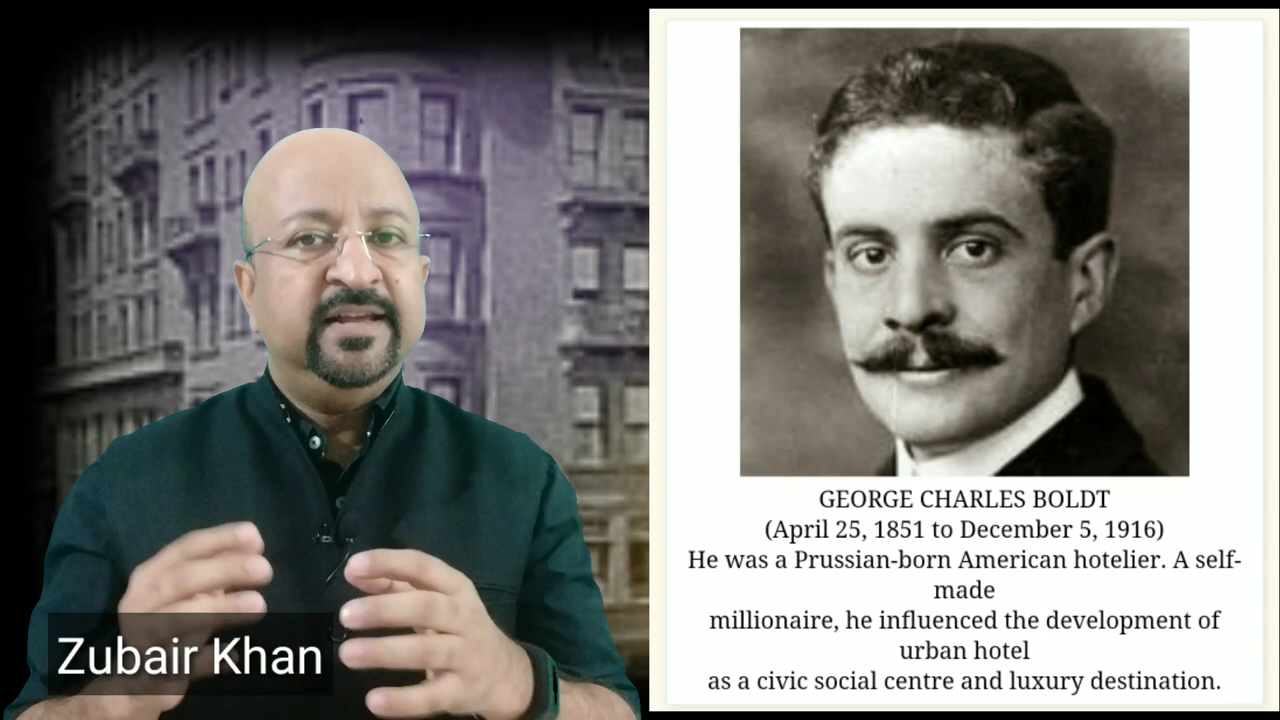 Zubair Khan
GEORGE CHARLES BOLDT
(April 25, 1851 to December 5, 1916)
He was a Prussian-born American hotelier. A self-
made
millionaire, he influenced the development of
urban hotel
as a civic social centre and luxury destination.